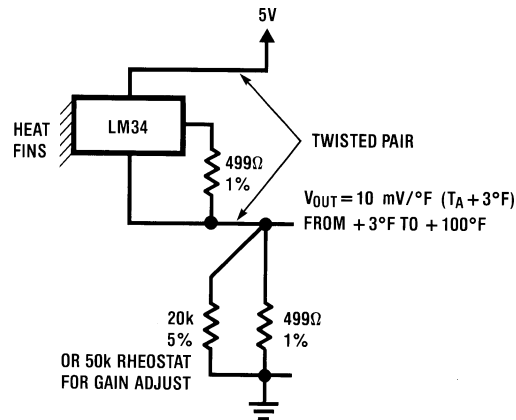 5V
LM34
HEAT
FINS
TWISTED PAIR
499Ω
1%
VOUT = 10 mV/°F (TA + 3°F)
FROM + 3°F TO + 100°F
20k
5%
499Ω
1%
OR 50k RHEOSTAT
FOR GAIN ADJUST